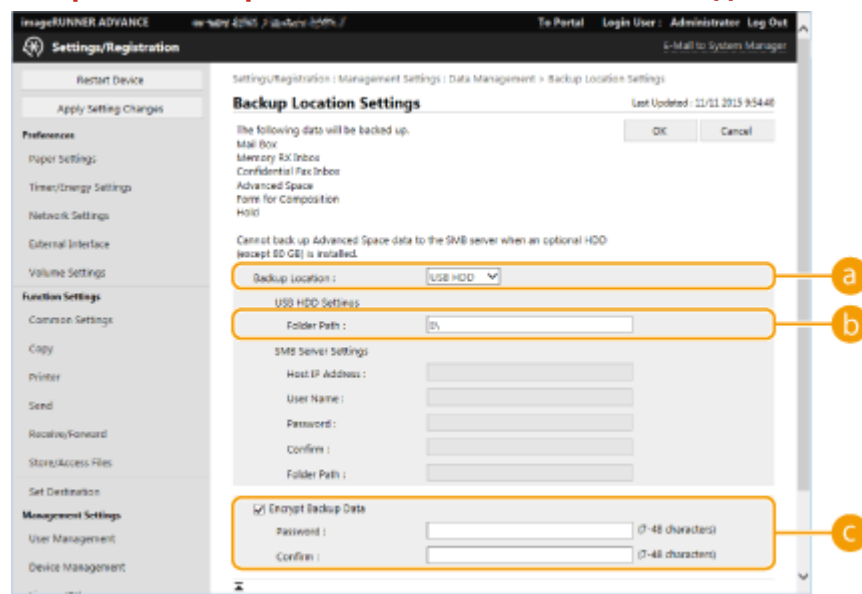 imageRUNNER ADVANCE
To Portal Login User : Administrator Log Out
Settings/Registration
E-Mail to System Manager
Restart Device
Apply Setting Changes
Preferences
Paper Settings
Timer/Energy Settings
Network Settings
External Interface
Volume Settings
Function Settings
Common Settings
Copy
Printer
Send
Receive/Forward
Store/Access Files
Set Destination
Management Settings
User Management
Device Management
Settings/Registration : Management Settings : Data Management > Backup Location Settings
Backup Location Settings
Last Updated : 11/11 2015 9:54:48
OK Cancel
The following data will be backed up.
Mail Box
Memory RX Inbox
Confidential Fax Inbox
Advanced Space
Form for Composition
Hold
Cannot back up Advanced Space data to the SMB server when an optional HDD
(except 80 GB) is installed.
Backup Location : USB HDD
a
USB HDD Settings
Folder Path :
b
SMB Server Settings
Host IP Address :
User Name :
Password :
Confirm :
Folder Path :
Encrypt Backup Data
Password : (7-48 characters)
Confirm : (7-48 characters)
c